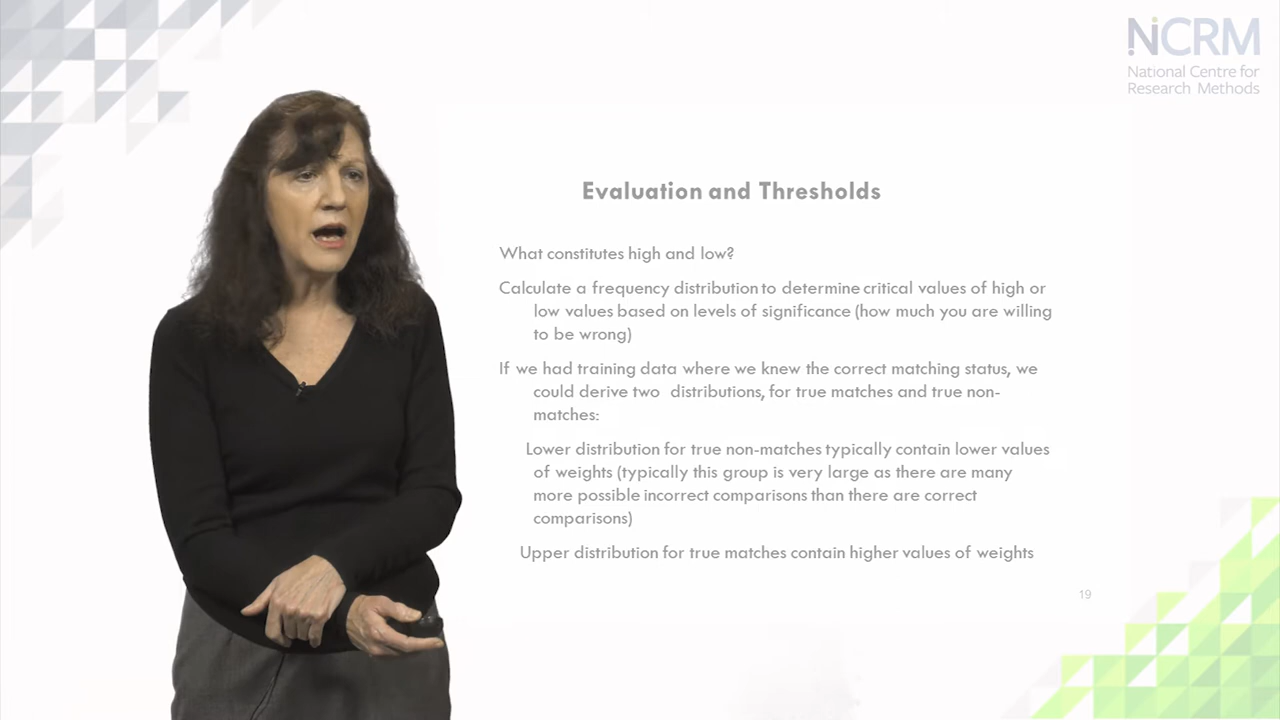 NCRM
National Centre for
Research Methods
Evaluation and Thresholds
What constitutes high and low?
Calculate a frequency distribution to determine critical values of high or
low values based on levels of significance (how much you are willing
to be wrong)
If we had training data where we knew the correct matching status, we
could derive two distributions, for true matches and true non-
matches:
Lower distribution for true non-matches typically contain lower values
of weights (typically this group is very large as there are many
more possible incorrect comparisons than there are correct
comparisons)
Upper distribution for true matches contain higher values of weights
19